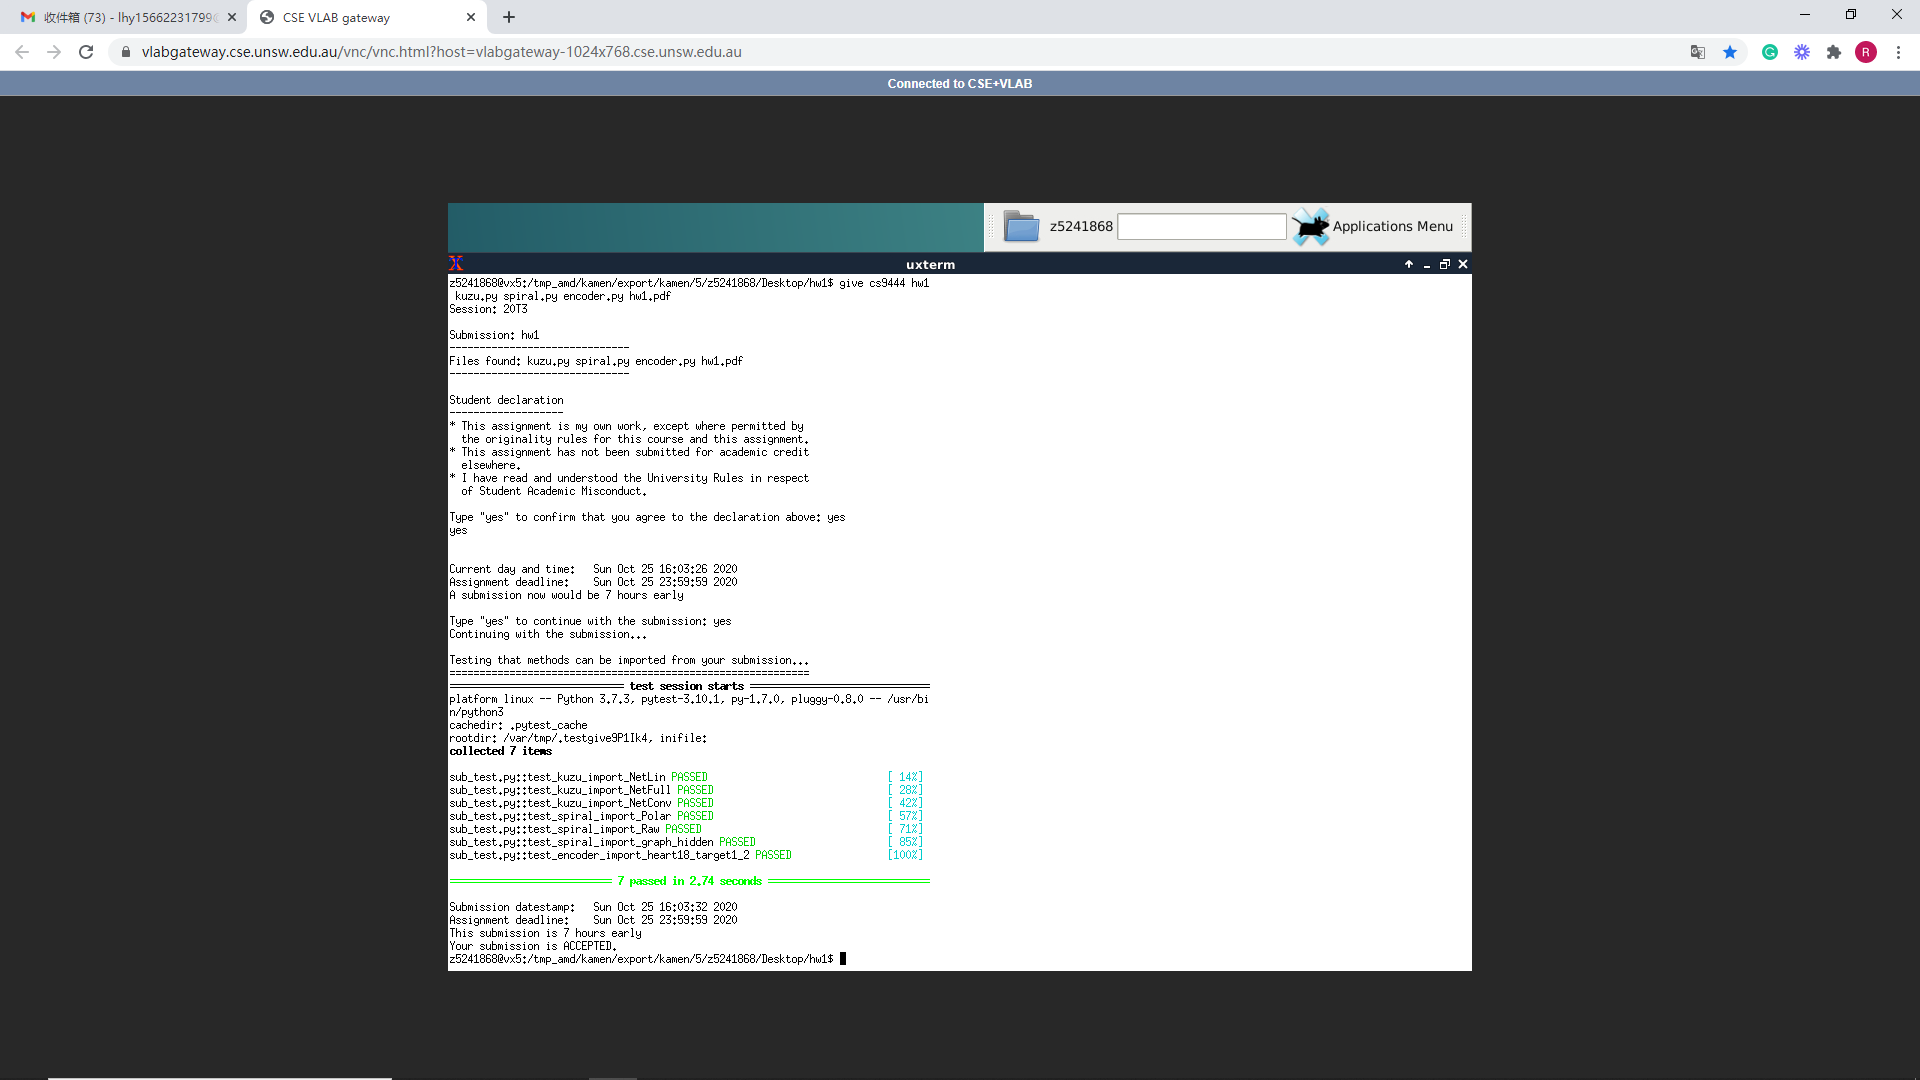 收件箱 (73) - lhy15662231799@
CSE VLAB gateway
vlabgateway.cse.unsw.edu.au/vnc/vnc.html?host=vlabgateway-1024x768.cse.unsw.edu.au
R
Connected to CSE+VLAB
z5241868
Applications Menu
uxterm
z5241868@vx5:/tmp_amd/kamen/export/kamen/5/z5241868/Desktop/hw1$ give cs9444 hw1
 kuzu.py spiral.py encoder.py hw1.pdf
Session: 20T3
Submission: hw1
------------------------------
Files found: kuzu.py spiral.py encoder.py hw1.pdf
------------------------------
Student declaration
-------------------
* This assignment is my own work, except where permitted by
  the originality rules for this course and this assignment.
* This assignment has not been submitted for academic credit
  elsewhere.
* I have read and understood the University Rules in respect
  of Student Academic Misconduct.
Type "yes" to confirm that you agree to the declaration above: yes
yes
Current day and time:   Sun Oct 25 16:03:26 2020
Assignment deadline:    Sun Oct 25 23:59:59 2020
A submission now would be 7 hours early
Type "yes" to continue with the submission: yes
Continuing with the submission...
Testing that methods can be imported from your submission...
============================================================
============================= test session starts ==============================
platform linux -- Python 3.7.3, pytest-3.10.1, py-1.7.0, pluggy-0.8.0 -- /usr/bi
n/python3
cachedir: .pytest_cache
rootdir: /var/tmp/.testgive9P1Ik4, inifile:
collected 7 items
sub_test.py::test_kuzu_import_NetLin PASSED                              [ 14%]
sub_test.py::test_kuzu_import_NetFull PASSED                             [ 28%]
sub_test.py::test_kuzu_import_NetConv PASSED                             [ 42%]
sub_test.py::test_spiral_import_Polar PASSED                             [ 57%]
sub_test.py::test_spiral_import_Raw PASSED                               [ 71%]
sub_test.py::test_spiral_import_graph_hidden PASSED                      [ 85%]
sub_test.py::test_encoder_import_heart18_target1_2 PASSED                [100%]
=========================== 7 passed in 2.74 seconds ===========================
Submission datestamp:   Sun Oct 25 16:03:32 2020
Assignment deadline:    Sun Oct 25 23:59:59 2020
This submission is 7 hours early
Your submission is ACCEPTED.
z5241868@vx5:/tmp_amd/kamen/export/kamen/5/z5241868/Desktop/hw1$